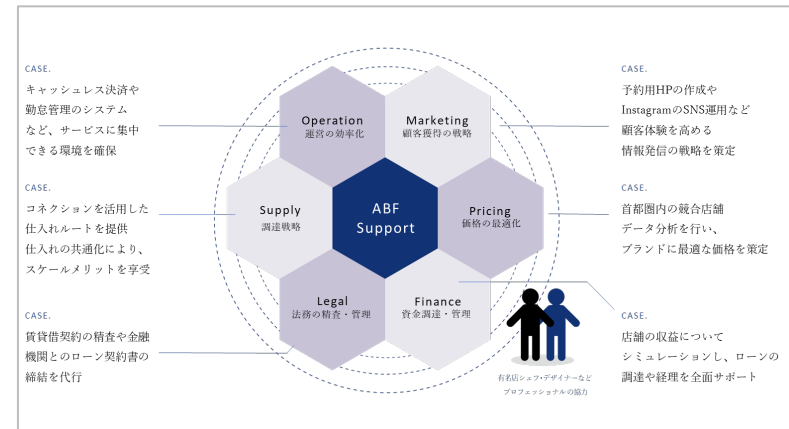 CASE.
キャッシュレス決済や
勤怠管理のシステム
など、サービスに集中
できる環境を確保
CASE.
コネクションを活用した
仕入れルートを提供
仕入れの共通化により、
スケールメリットを享受
CASE.
賃貸借契約の精査や金融
機関とのローン契約書の
締結を代行
Operation
運営の効率化
Marketing
顧客獲得の戦略
Supply
調達戦略
ABF
Support
Pricing
価格の最適化
Legal
法務の精査・管理
Finance
資金調達・管理
有名店シェフ・デザイナーなど
プロフェッショナルの協力
CASE.
予約用HPの作成や
InstagramのSNS運用など
顧客体験を高める
情報発信の戦略を策定
CASE.
首都圏内の競合店舗
データ分析を行い、
ブランドに最適な価格を策定
CASE.
店舗の収益について
シミュレーションし、ローンの
調達や経理を全面サポート